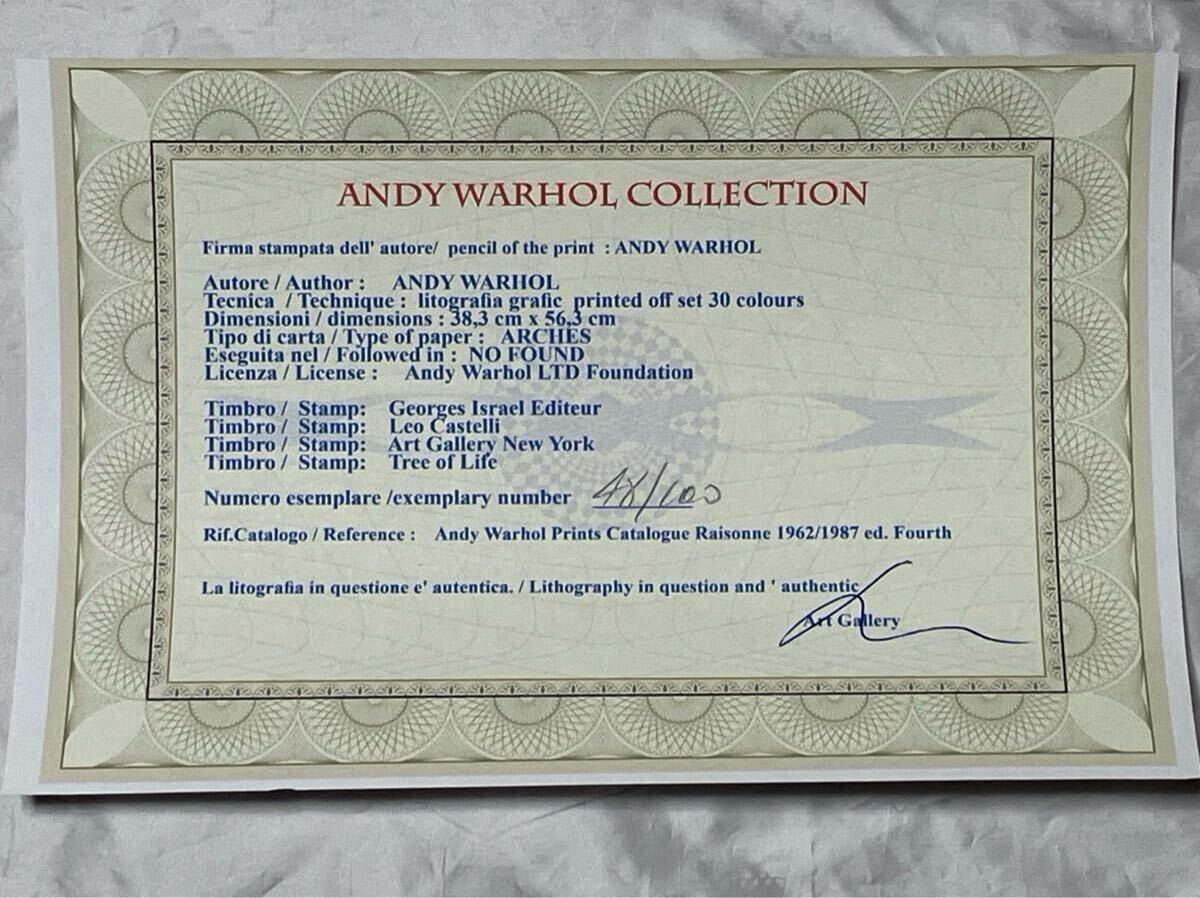 ANDY WARHOL COLLECTION
Firma stampata dell' autore/ pencil of the print : ANDY WARHOL
Autore / Author : ANDY WARHOL
Tecnica / Technique : litografia grafic printed off set 30 colours
Dimensioni / dimensions : 38,3 cm x 56,3 cm
Tipo di carta / Type of paper : ARCHES
Eseguita nel / Followed in : NO FOUND
Licenza / License : Andy Warhol LTD Foundation
Timbro / Stamp: Georges Israel Editeur
Timbro / Stamp: Leo Castelli
Timbro / Stamp: Art Gallery New York
Timbro / Stamp: Tree of Life
Numero esemplare /exemplary number 48/100
Rif.Catalogo / Reference : Andy Warhol Prints Catalogue Raisonne 1962/1987 ed. Fourth
La litografia in questione e' autentica. / Lithography in question and ' authentic
Art Gallery